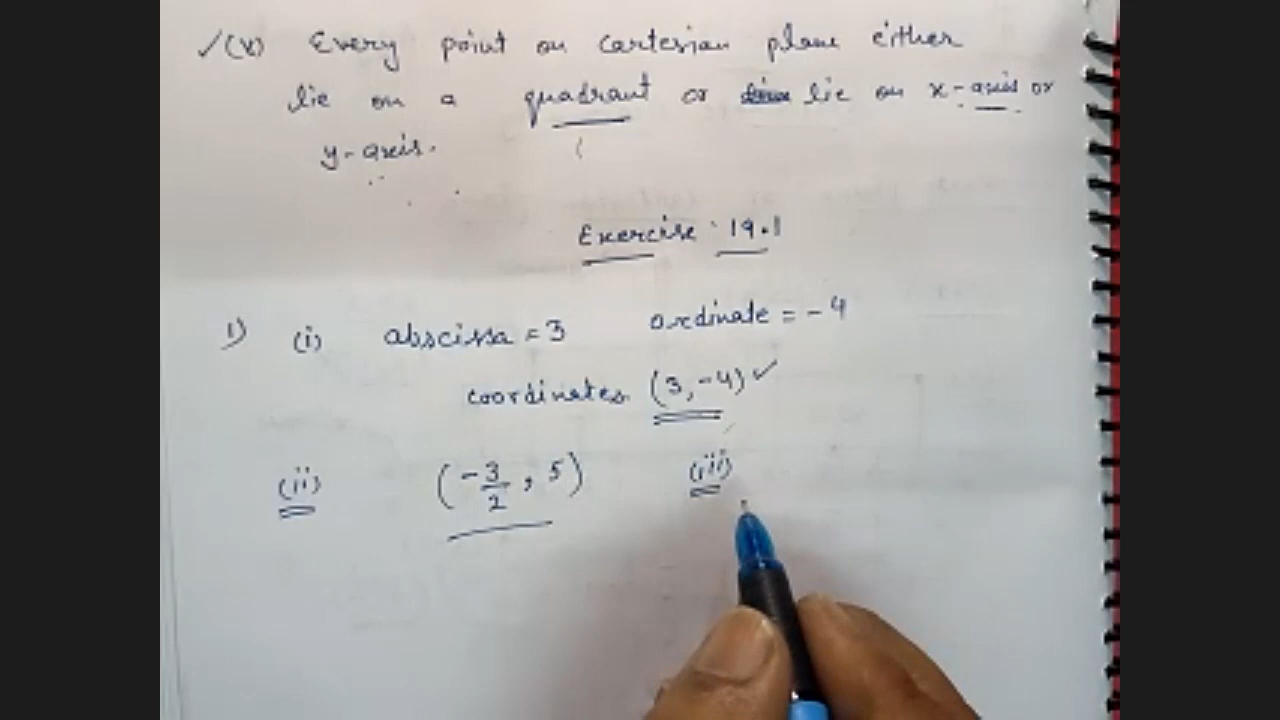 ✓(v) Every point on cartesian plane either
lie on a quadrant or lie on x-axis or
y-axis.
Exercise 19.1
1) (i) abscissa = 3 ordinate = -4
coordinates (3,-4) ✓
(ii) (-3/2, 5) (iii)